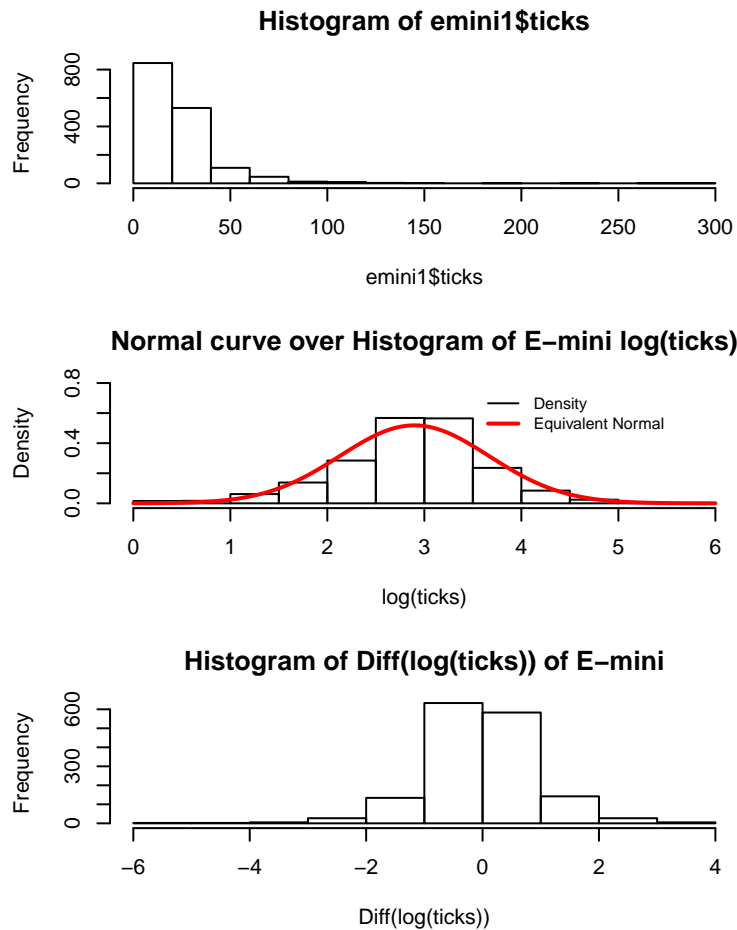 Histogram of emini1$ticks
Frequency
0 400 800
0 50 100 150 200 250 300
emini1$ticks
Normal curve over Histogram of E−mini log(ticks)
Density
0.0 0.4 0.8
Density
Equivalent Normal
0 1 2 3 4 5 6
log(ticks)
Histogram of Diff(log(ticks)) of E−mini
Frequency
0 300 600
−6 −4 −2 0 2 4
Diff(log(ticks))